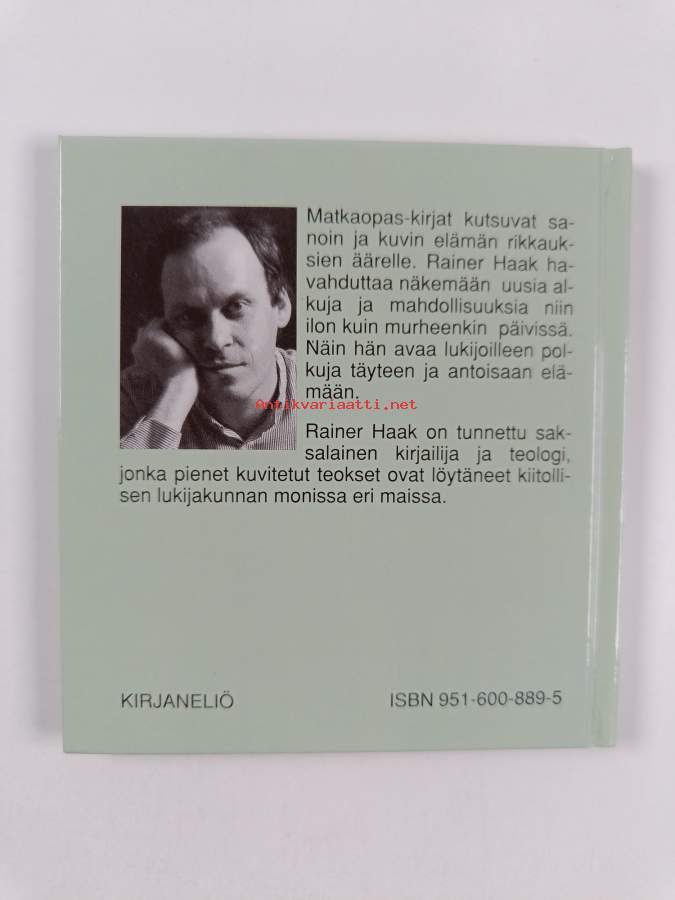 Matkaopas-kirjat kutsuvat sa-
noin ja kuvin elämän rikkauk-
sien äärelle. Rainer Haak ha-
vahduttaa näkemään uusia al-
kuja ja mahdollisuuksia niin
ilon kuin murheenkin päivissä.
Näin hän avaa lukijoilleen pol-
kuja täyteen ja antoisaan elä-
mään.
Antikvariaatti.net
Rainer Haak on tunnettu sak-
salainen kirjailija ja teologi,
jonka pienet kuvitetut teokset ovat löytäneet kiitolli-
sen lukijakunnan monissa eri maissa.
KIRJANELIÖ
ISBN 951-600-889-5